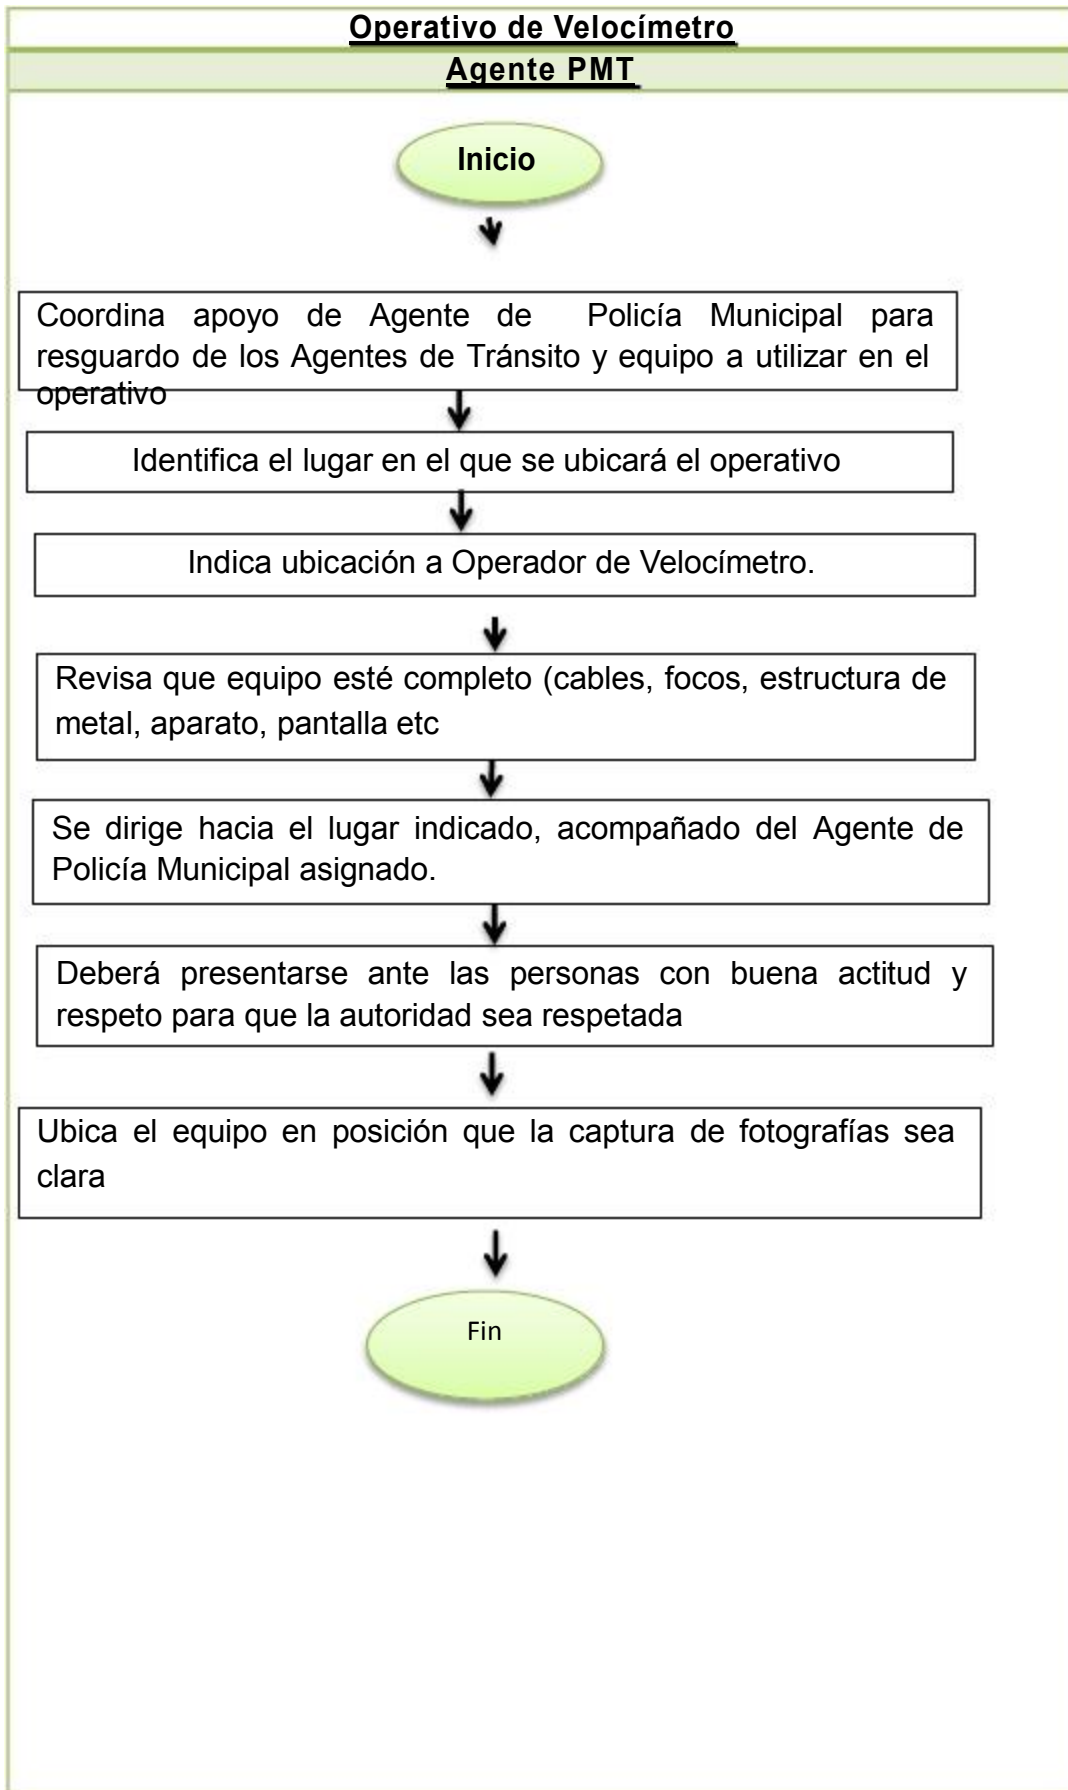 Operativo de Velocímetro
Agente PMT
Inicio
Coordina apoyo de Agente de Policía Municipal para
resguardo de los Agentes de Tránsito y equipo a utilizar en el
operativo
Identifica el lugar en el que se ubicará el operativo
Indica ubicación a Operador de Velocímetro.
Revisa que equipo esté completo (cables, focos, estructura de
metal, aparato, pantalla etc
Se dirige hacia el lugar indicado, acompañado del Agente de
Policía Municipal asignado.
Deberá presentarse ante las personas con buena actitud y
respeto para que la autoridad sea respetada
Ubica el equipo en posición que la captura de fotografías sea
clara
Fin